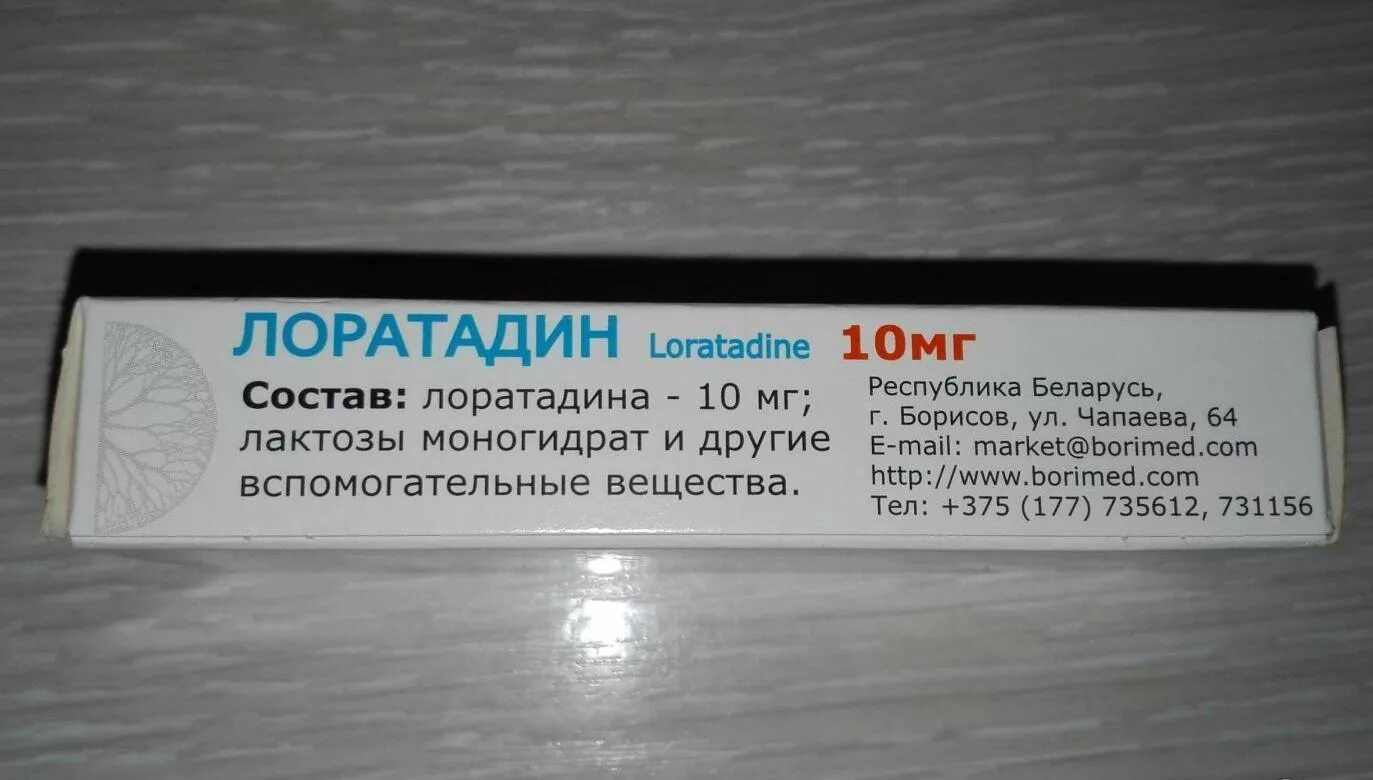 ЛОРАТАДИН Loratadine 10мг
Состав: лоратадина - 10 мг;
лактозы моногидрат и другие
вспомогательные вещества.
Республика Беларусь,
г. Борисов, ул. Чапаева, 64
E-mail: market@borimed.com
http://www.borimed.com
Тел: +375 (177) 735612, 731156